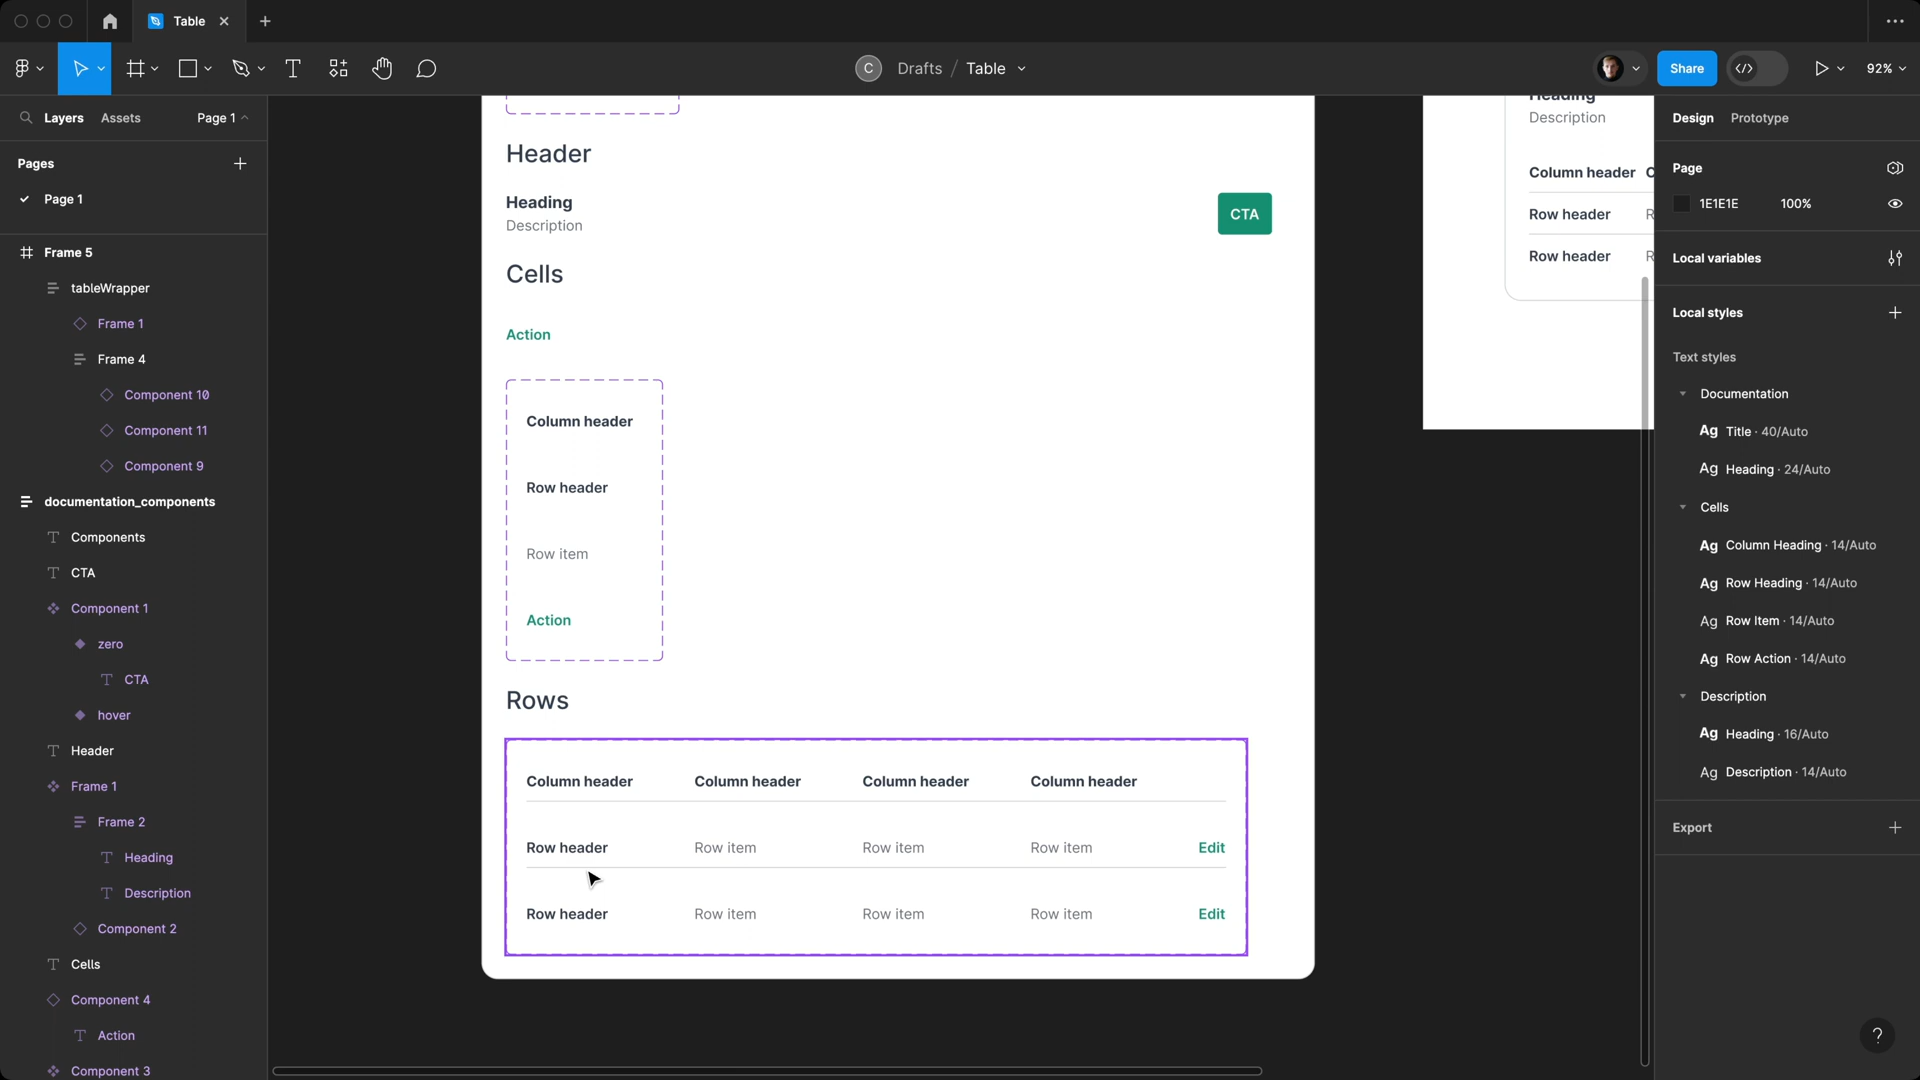 Table
C
Drafts / Table
Share
92%
Layers
Assets
Page 1
Pages
Page 1
Frame 5
tableWrapper
Frame 1
Frame 4
Component 10
Component 11
Component 9
documentation_components
Components
CTA
Component 1
zero
CTA
hover
Header
Frame 1
Frame 2
Heading
Description
Component 2
Cells
Component 4
Action
Component 3
Header
Heading
Description
CTA
Cells
Action
Column header
Row header
Row item
Action
Rows
Column header Column header Column header Column header
Row header Row item Row item Row item Edit
Row header Row item Row item Row item Edit
Heading
Description
Column header C
Row header R
Row header R
Design
Prototype
Page
1E1E1E 100%
Local variables
Local styles
Text styles
Documentation
Ag Title · 40/Auto
Ag Heading · 24/Auto
Cells
Ag Column Heading · 14/Auto
Ag Row Heading · 14/Auto
Ag Row Item · 14/Auto
Ag Row Action · 14/Auto
Description
Ag Heading · 16/Auto
Ag Description · 14/Auto
Export
?